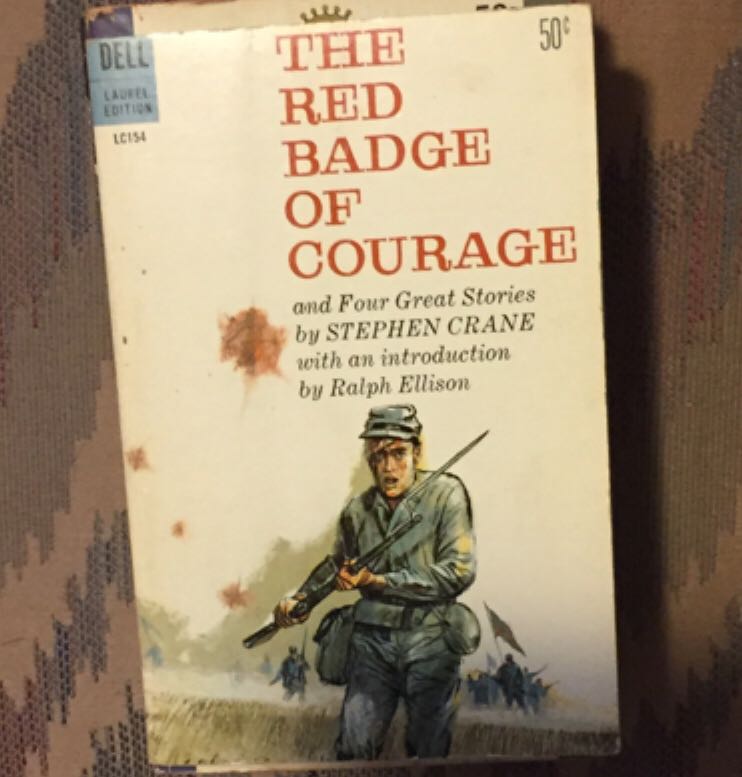 DELL
LAUREL
EDITION
LC154
50¢
THE
RED
BADGE
OF
COURAGE
and Four Great Stories
by STEPHEN CRANE
with an introduction
by Ralph Ellison